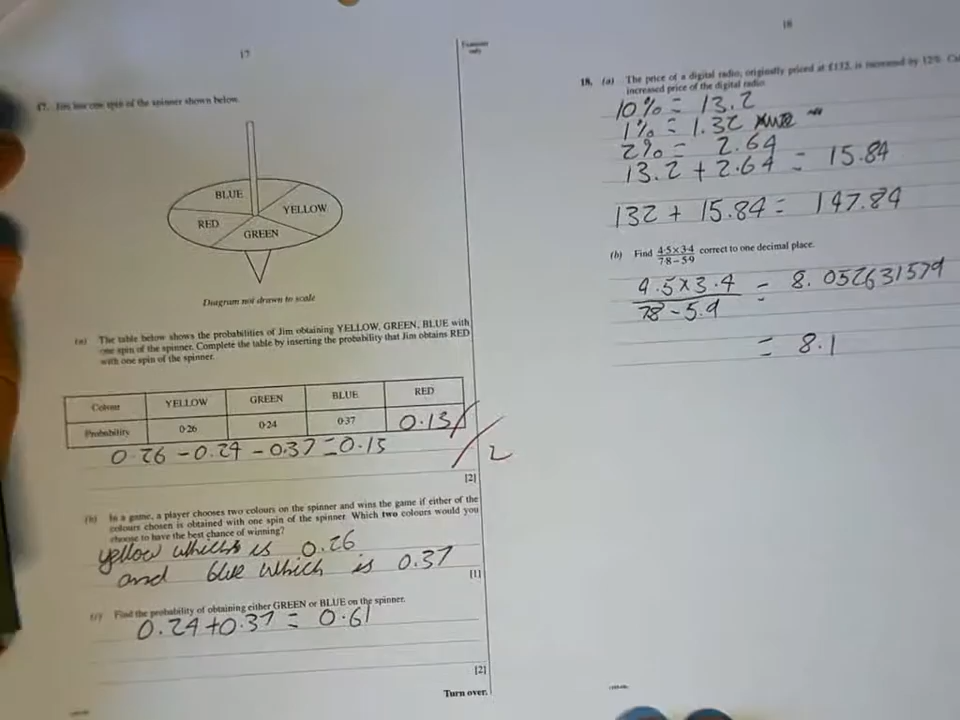 17
Examiner
only
17. Jim has one spin of the spinner shown below.
BLUE
YELLOW
RED
GREEN
Diagram not drawn to scale
(a) The table below shows the probabilities of Jim obtaining YELLOW, GREEN, BLUE with
one spin of the spinner. Complete the table by inserting the probability that Jim obtains RED
with one spin of the spinner.
Colour YELLOW GREEN BLUE RED
Probability 0·26 0·24 0·37 0.13
0.26 - 0.24 - 0.37 = 0.13
2
[2]
(b) In a game, a player chooses two colours on the spinner and wins the game if either of the
colours chosen is obtained with one spin of the spinner. Which two colours would you
choose to have the best chance of winning?
yellow which is 0.26
and blue which is 0.37
[1]
(c) Find the probability of obtaining either GREEN or BLUE on the spinner.
0.24 + 0.37 = 0.61
[2]
Turn over.
18
18. (a) The price of a digital radio, originally priced at £132, is increased by 12%.
increased price of the digital radio.
10% = 13.2
1% = 1.32
2% = 2.64
13.2 + 2.64 = 15.84
132 + 15.84 = 147.84
(b) Find 4·5 × 3·4 / 7·8 – 5·9 correct to one decimal place.
4.5 × 3.4 / 78 - 5.9 = 8.052631579
= 8.1